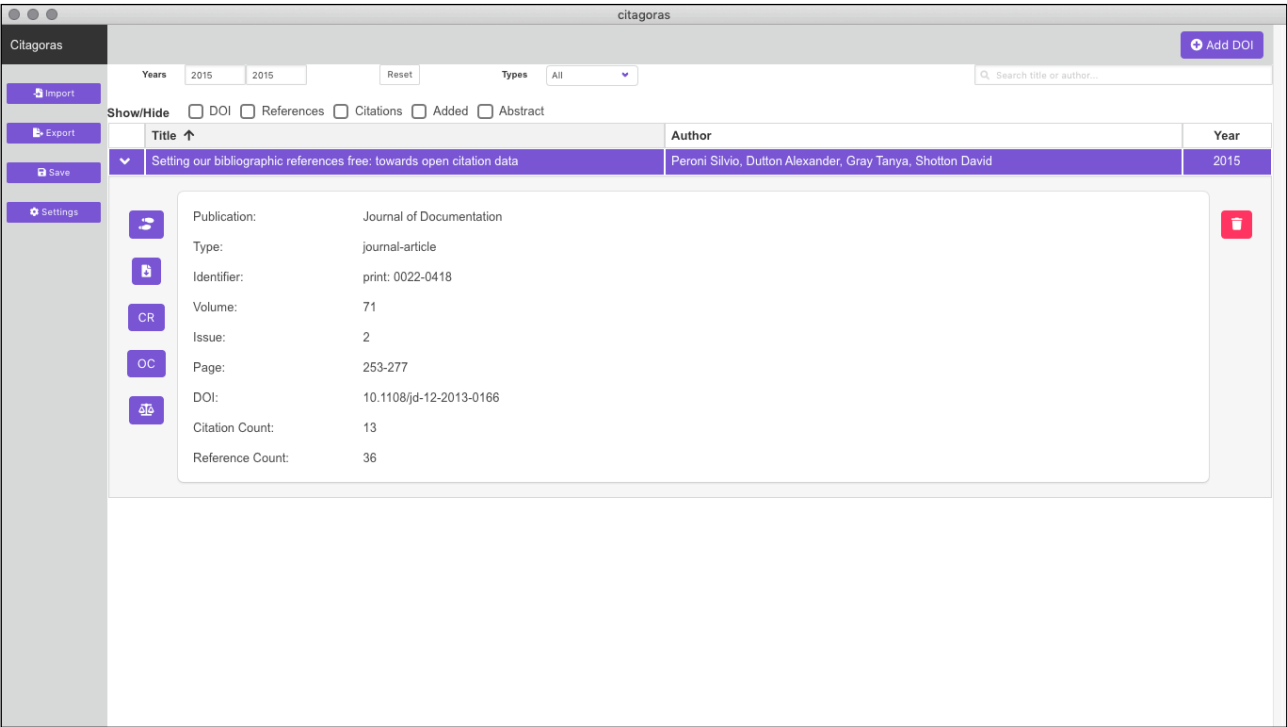 citagoras
Citagoras
Add DOI
Years 2015 2015 Reset Types All Search title or author...
Import
Show/Hide DOI References Citations Added Abstract
Export
Title Author Year
Setting our bibliographic references free: towards open citation data Peroni Silvio, Dutton Alexander, Gray Tanya, Shotton David 2015
Save
Settings
Publication: Journal of Documentation
Type: journal-article
Identifier: print: 0022-0418
Volume: 71
CR
Issue: 2
OC
Page: 253-277
DOI: 10.1108/jd-12-2013-0166
Citation Count: 13
Reference Count: 36